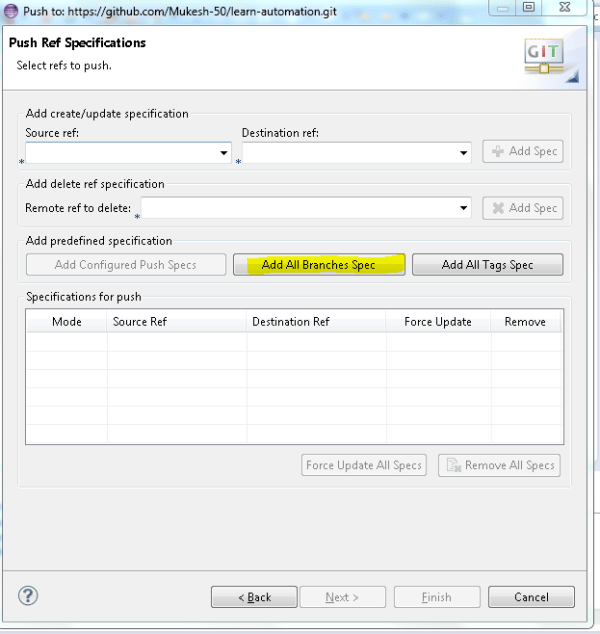 Push to: https://github.com/Mukesh-50/learn-automation.git
Push Ref Specifications
Select refs to push.
GIT
Add create/update specification
Source ref: Destination ref:
* * Add Spec
Add delete ref specification
Remote ref to delete: * Add Spec
Add predefined specification
Add Configured Push Specs Add All Branches Spec Add All Tags Spec
Specifications for push
Mode Source Ref Destination Ref Force Update Remove
Force Update All Specs Remove All Specs
? < Back Next > Finish Cancel